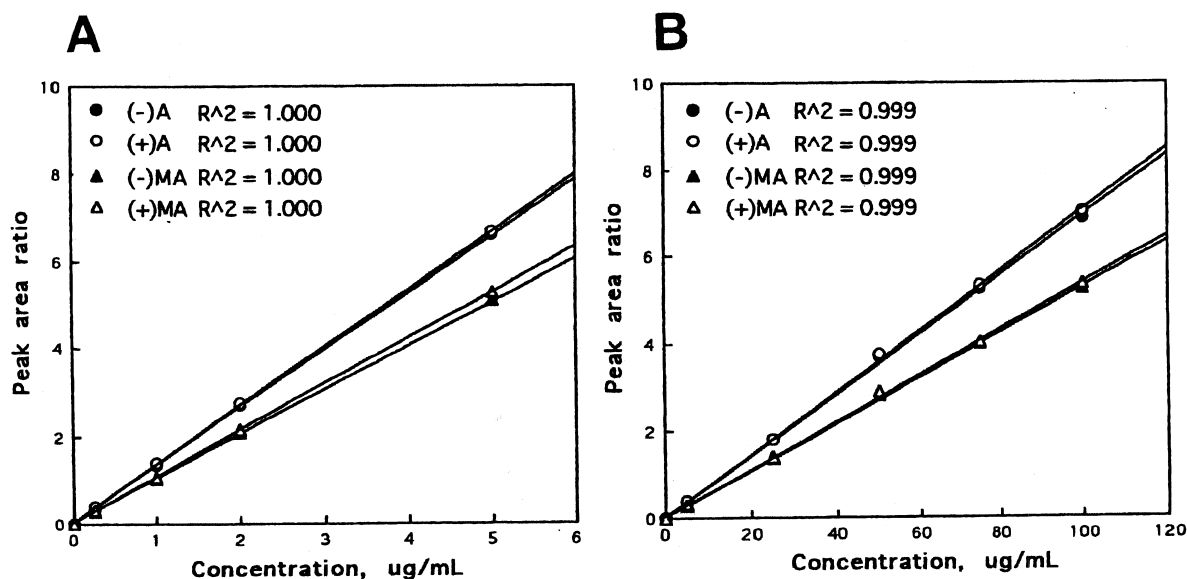 A
10
8
6
4
2
0
Peak area ratio
(-)A R^2 = 1.000
(+)A R^2 = 1.000
(-)MA R^2 = 1.000
(+)MA R^2 = 1.000
0 1 2 3 4 5 6
Concentration, ug/mL
B
10
8
6
4
2
0
Peak area ratio
(-)A R^2 = 0.999
(+)A R^2 = 0.999
(-)MA R^2 = 0.999
(+)MA R^2 = 0.999
0 20 40 60 80 100 120
Concentration, ug/mL